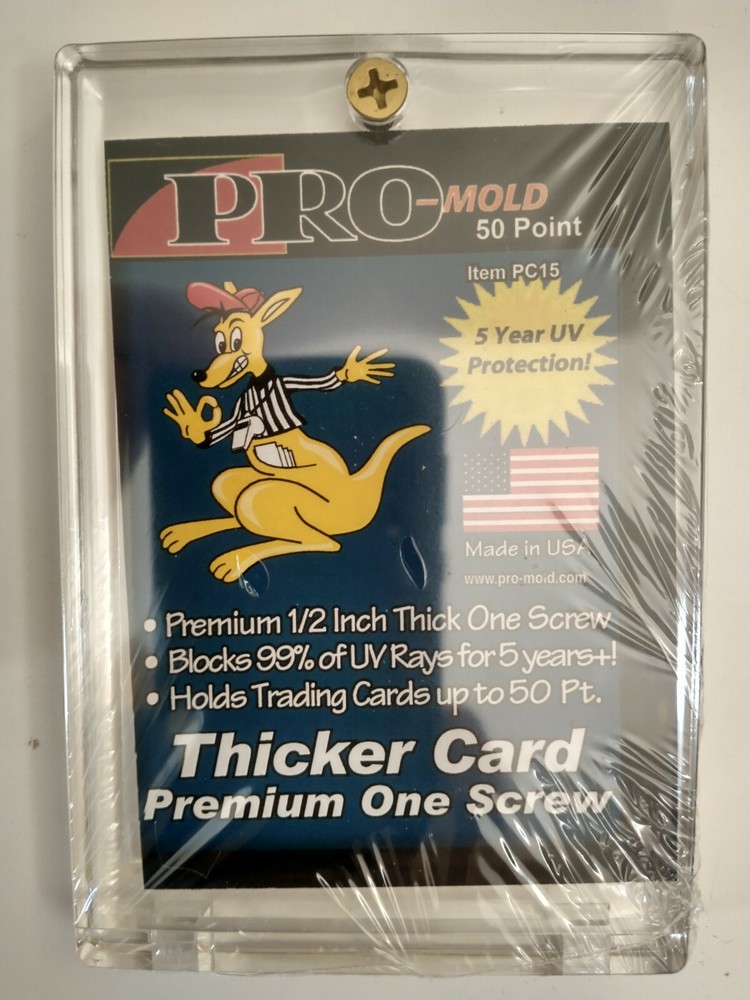 PRO-MOLD
50 Point
Item PC15
5 Year UV
Protection!
Made in USA
www.pro-mold.com
• Premium 1/2 Inch Thick One Screw
• Blocks 99% of UV Rays for 5 years+!
• Holds Trading Cards up to 50 Pt.
Thicker Card
Premium One Screw